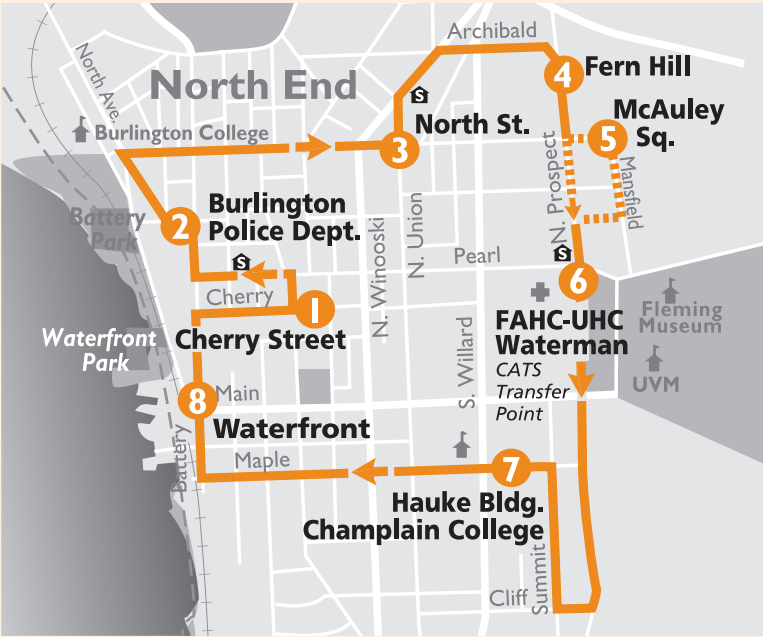 Archibald
North Ave.
North End
4
Fern Hill
S
McAuley
Sq.
5
Burlington College
North St.
3
N. Prospect
Mansfield
Battery
Park
2
Burlington
Police Dept.
N. Union
N. Winooski
S
Pearl
S
6
Cherry
1
Cherry Street
Waterfront
Park
FAHC-UHC
Waterman
CATS
Transfer
Point
Fleming
Museum
UVM
S. Willard
8
Main
Waterfront
Battery
Maple
7
Hauke Bldg.
Champlain College
Summit
Cliff